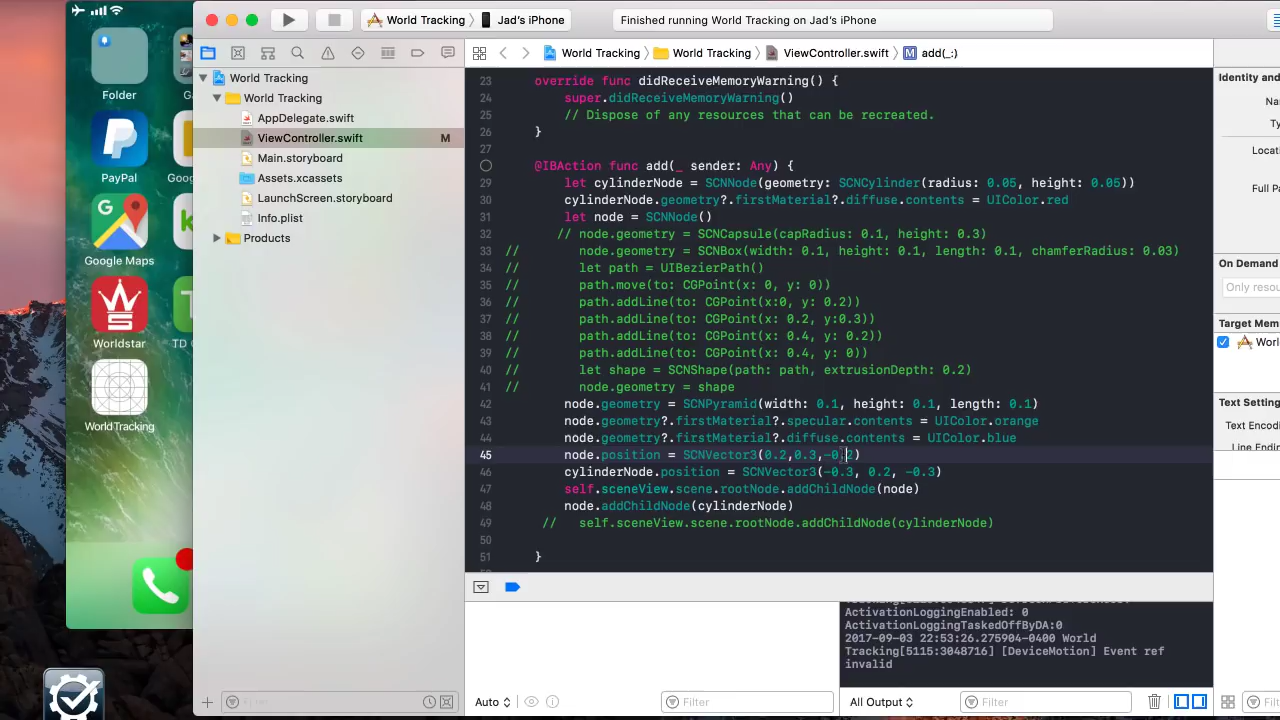 Folder
PayPal
Google Maps
Worldstar
WorldTracking
World Tracking
Jad's iPhone
Finished running World Tracking on Jad's iPhone
World Tracking
World Tracking
ViewController.swift
M
add(_:)
World Tracking
World Tracking
AppDelegate.swift
ViewController.swift
M
Main.storyboard
Assets.xcassets
LaunchScreen.storyboard
Info.plist
Products
23 override func didReceiveMemoryWarning() {
24 super.didReceiveMemoryWarning()
25 // Dispose of any resources that can be recreated.
26 }
27
@IBAction func add(_ sender: Any) {
29 let cylinderNode = SCNNode(geometry: SCNCylinder(radius: 0.05, height: 0.05))
30 cylinderNode.geometry?.firstMaterial?.diffuse.contents = UIColor.red
31 let node = SCNNode()
32 // node.geometry = SCNCapsule(capRadius: 0.1, height: 0.3)
33 // node.geometry = SCNBox(width: 0.1, height: 0.1, length: 0.1, chamferRadius: 0.03)
34 // let path = UIBezierPath()
35 // path.move(to: CGPoint(x: 0, y: 0))
36 // path.addLine(to: CGPoint(x:0, y: 0.2))
37 // path.addLine(to: CGPoint(x: 0.2, y:0.3))
38 // path.addLine(to: CGPoint(x: 0.4, y: 0.2))
39 // path.addLine(to: CGPoint(x: 0.4, y: 0))
40 // let shape = SCNShape(path: path, extrusionDepth: 0.2)
41 // node.geometry = shape
42 node.geometry = SCNPyramid(width: 0.1, height: 0.1, length: 0.1)
43 node.geometry?.firstMaterial?.specular.contents = UIColor.orange
44 node.geometry?.firstMaterial?.diffuse.contents = UIColor.blue
45 node.position = SCNVector3(0.2,0.3,-0.2)
46 cylinderNode.position = SCNVector3(-0.3, 0.2, -0.3)
47 self.sceneView.scene.rootNode.addChildNode(node)
48 node.addChildNode(cylinderNode)
49 // self.sceneView.scene.rootNode.addChildNode(cylinderNode)
50
51 }
Identity and
Na
Ty
Locati
Full Pa
On Demand
Only resou
Target Mem
Worl
Text Setting
Text Encodi
Line Endin
ActivationLoggingEnabled: 0
ActivationLoggingTaskedOffByDA:0
2017-09-03 22:53:26.275904-0400 World
Tracking[5115:3048716] [DeviceMotion] Event ref
invalid
Filter
Auto
Filter
All Output
Filter